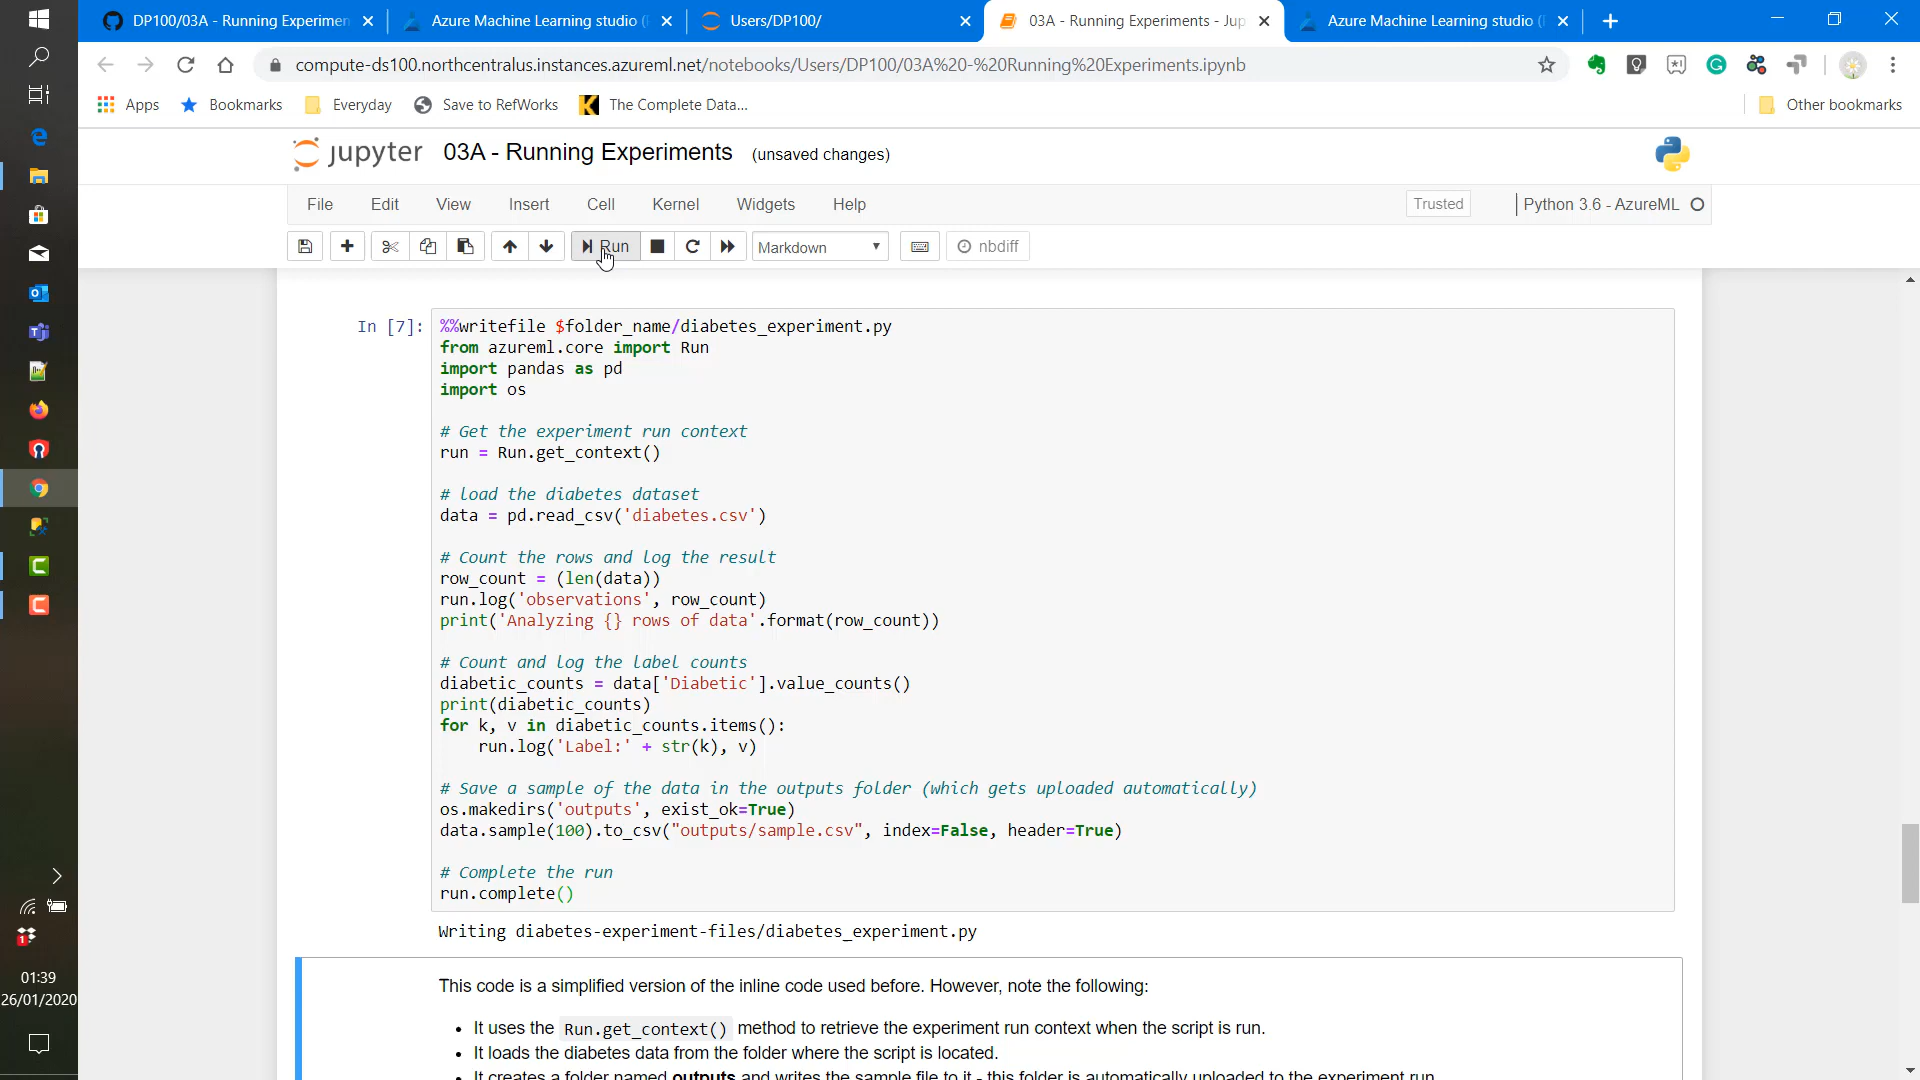 DP100/03A - Running Experimen
Azure Machine Learning studio (
Users/DP100/
03A - Running Experiments - Jup
Azure Machine Learning studio (
compute-ds100.northcentralus.instances.azureml.net/notebooks/Users/DP100/03A%20-%20Running%20Experiments.ipynb
Apps
Bookmarks
Everyday
Save to RefWorks
The Complete Data...
Other bookmarks
jupyter
03A - Running Experiments
(unsaved changes)
File Edit View Insert Cell Kernel Widgets Help
Trusted
Python 3.6 - AzureML
Run
Markdown
nbdiff
In [7]:
%%writefile $folder_name/diabetes_experiment.py
from azureml.core import Run
import pandas as pd
import os
# Get the experiment run context
run = Run.get_context()
# load the diabetes dataset
data = pd.read_csv('diabetes.csv')
# Count the rows and log the result
row_count = (len(data))
run.log('observations', row_count)
print('Analyzing {} rows of data'.format(row_count))
# Count and log the label counts
diabetic_counts = data['Diabetic'].value_counts()
print(diabetic_counts)
for k, v in diabetic_counts.items():
run.log('Label:' + str(k), v)
# Save a sample of the data in the outputs folder (which gets uploaded automatically)
os.makedirs('outputs', exist_ok=True)
data.sample(100).to_csv("outputs/sample.csv", index=False, header=True)
# Complete the run
run.complete()
Writing diabetes-experiment-files/diabetes_experiment.py
This code is a simplified version of the inline code used before. However, note the following:
• It uses the Run.get_context() method to retrieve the experiment run context when the script is run.
• It loads the diabetes data from the folder where the script is located.
• It creates a folder named outputs and writes the sample file to it - this folder is automatically uploaded to the experiment run
1
01:39
26/01/2020